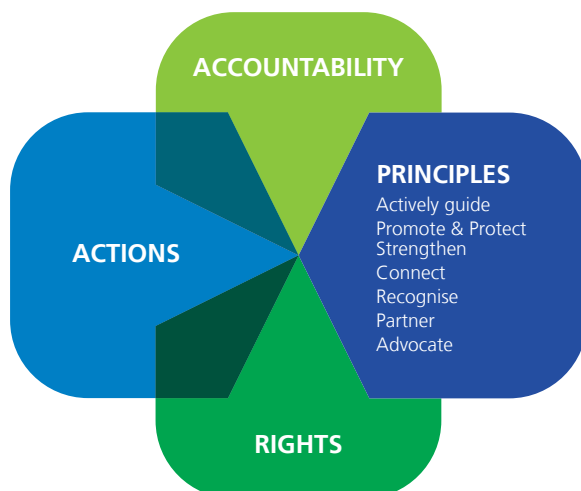 ACCOUNTABILITY
PRINCIPLES
Actively guide
Promote & Protect
Strengthen
Connect
Recognise
Partner
Advocate
ACTIONS
RIGHTS